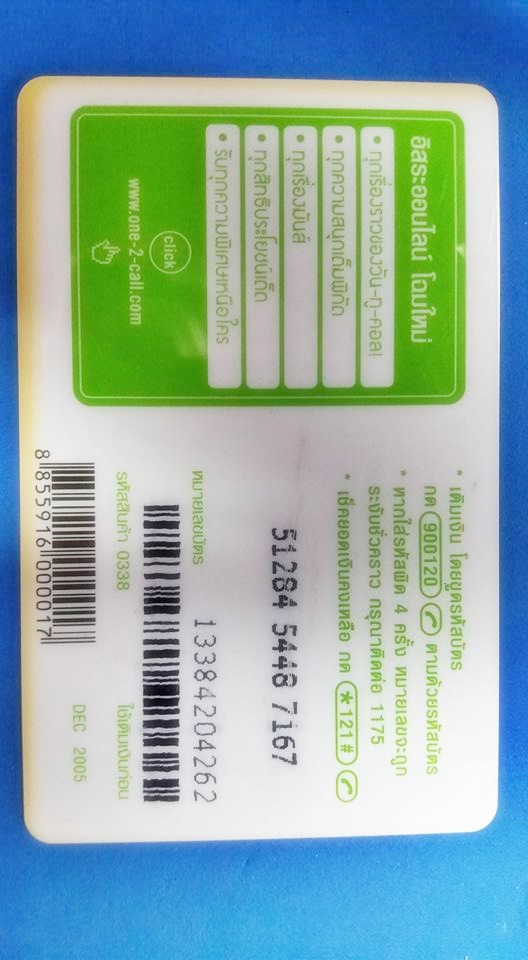 อิสระออนไลน์ โฉมใหม่
• ทุกเรื่องราวของวัน-ทู-คอล!
• ทุกความสนุกเต็มพิกัด
• ทุกเรื่องมันส์
• ทุกสิทธิประโยชน์เด็ด
• รับทุกความพิเศษเหนือใคร
click
www.one-2-call.com
* เติมเงิน โดยขูดรหัสบัตร
กด 900120 ตามด้วยรหัสบัตร
* หากใส่รหัสผิด 4 ครั้ง หมายเลขจะถูก
ระงับชั่วคราว กรุณาติดต่อ 1175
* เช็คยอดเงินคงเหลือ กด *121#
51284 5448 7167
หมายเลขบัตร 13384204262
รหัสสินค้า 0338
ใช้เติมเงินก่อน
DEC 2005
8 855916 000017